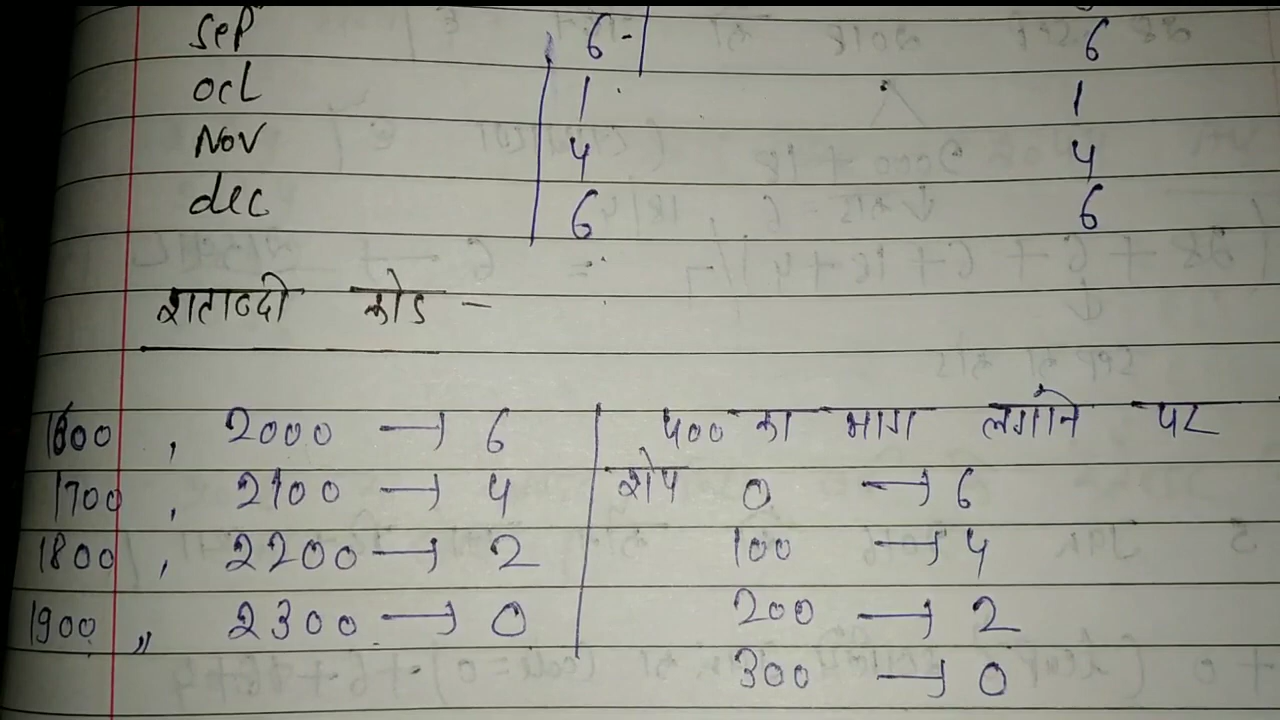 Sep 6 6
oct 1 1
Nov 4 4
dec 6 6
शताब्दी कोड -
1600 , 2000 → 6
1700 , 2100 → 4
1800 , 2200 → 2
1900 ,, 2300 → 0
400 का भाग लगाने पर
शेष 0 → 6
100 → 4
200 → 2
300 → 0